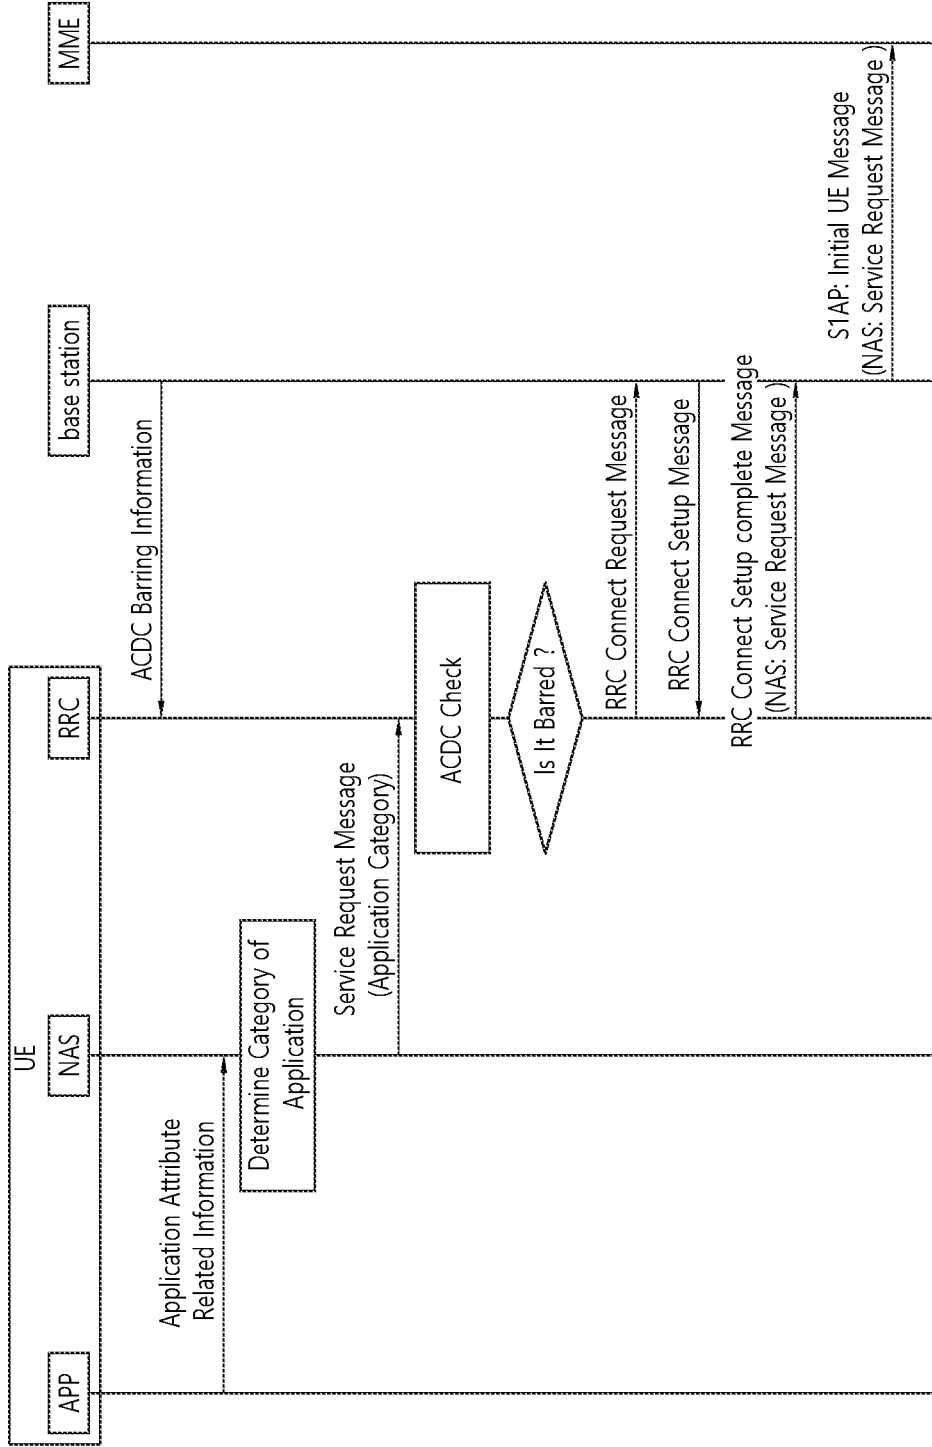 UE
APP
NAS
RRC
base station
MME
ACDC Barring Information
Application Attribute
Related Information
Determine Category of
Application
Service Request Message
(Application Category)
ACDC Check
Is It Barred ?
RRC Connect Request Message
RRC Connect Setup Message
RRC Connect Setup complete Message
(NAS: Service Request Message )
S1AP: Initial UE Message
(NAS: Service Request Message )